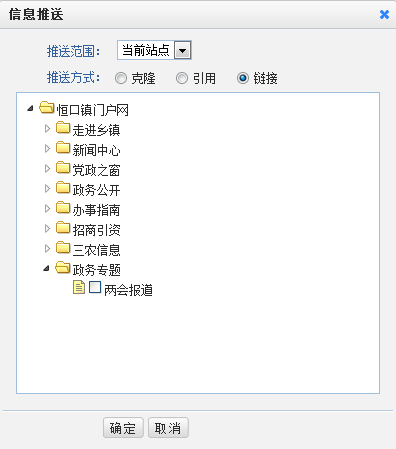 信息推送
推送范围: 当前站点
推送方式: 克隆 引用 链接
恒口镇门户网
走进乡镇
新闻中心
党政之窗
政务公开
办事指南
招商引资
三农信息
政务专题
两会报道
确定 取消